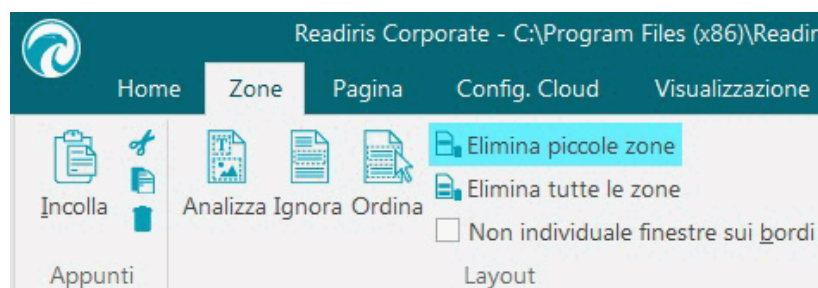 Readiris Corporate - C:\Program Files (x86)\Readir
Home Zone Pagina Config. Cloud Visualizzazione
Incolla
Analizza Ignora Ordina
Elimina piccole zone
Elimina tutte le zone
Non individuale finestre sui bordi
Appunti Layout